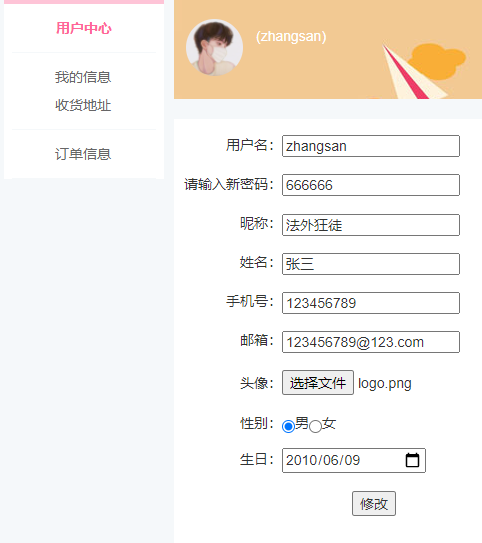 用户中心
我的信息
收货地址
订单信息
(zhangsan)
用户名: zhangsan
请输入新密码: 666666
昵称: 法外狂徒
姓名: 张三
手机号: 123456789
邮箱: 123456789@123.com
头像: 选择文件 logo.png
性别: 男 女
生日: 2010/06/09
修改